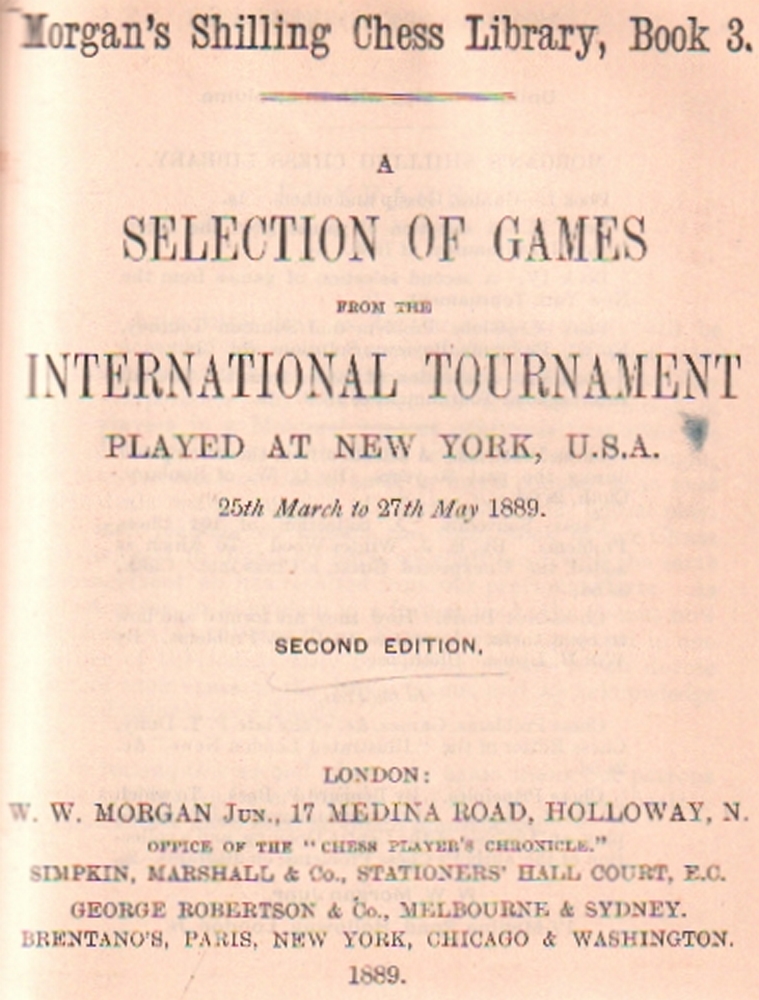 Morgan's Shilling Chess Library, Book 3.
A
SELECTION OF GAMES
FROM THE
INTERNATIONAL TOURNAMENT
PLAYED AT NEW YORK, U.S.A.
25th March to 27th May 1889.
SECOND EDITION.
LONDON:
W. W. MORGAN JUN., 17 MEDINA ROAD, HOLLOWAY, N.
OFFICE OF THE "CHESS PLAYER'S CHRONICLE."
SIMPKIN, MARSHALL & Co., STATIONERS' HALL COURT, E.C.
GEORGE ROBERTSON & Co., MELBOURNE & SYDNEY.
BRENTANO'S, PARIS, NEW YORK, CHICAGO & WASHINGTON.
1889.